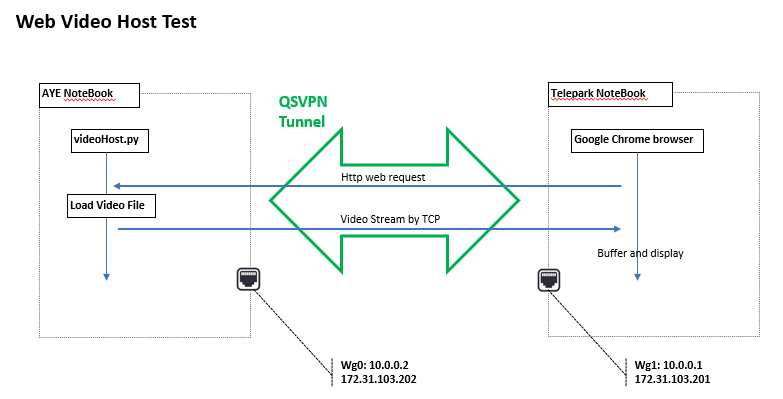 Web Video Host Test
AYE NoteBook
QSVPN
Tunnel
Telepark NoteBook
videoHost.py
Google Chrome browser
Http web request
Load Video File
Video Stream by TCP
Buffer and display
Wg0: 10.0.0.2
172.31.103.202
Wg1: 10.0.0.1
172.31.103.201